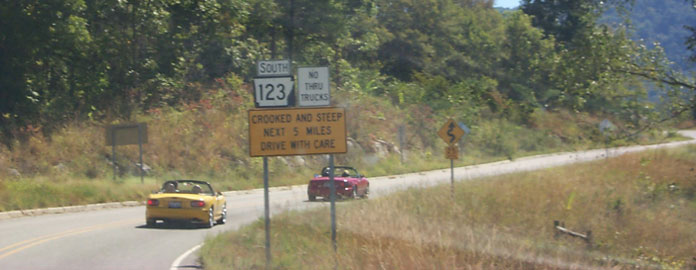 SOUTH
123
NO
THRU
TRUCKS
CROOKED AND STEEP
NEXT 5 MILES
DRIVE WITH CARE